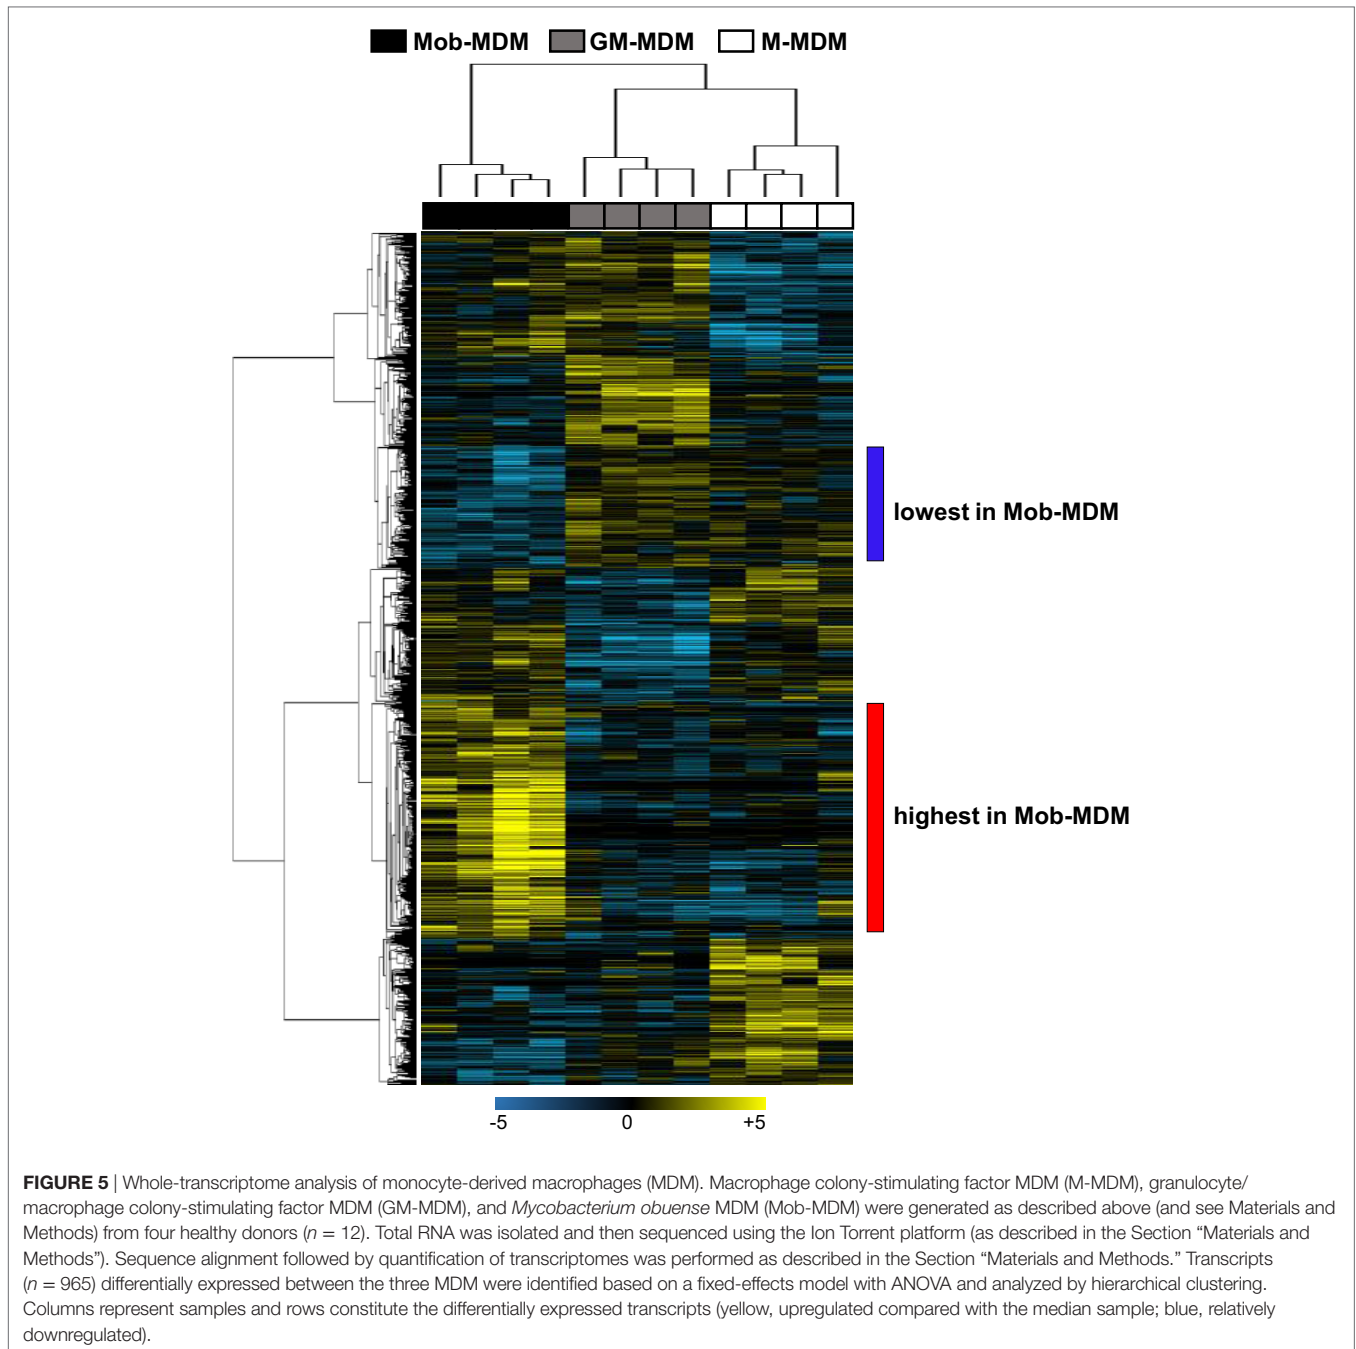 Mob-MDM GM-MDM M-MDM
lowest in Mob-MDM
highest in Mob-MDM
-5 0 +5
FIGURE 5 | Whole-transcriptome analysis of monocyte-derived macrophages (MDM). Macrophage colony-stimulating factor MDM (M-MDM), granulocyte/
macrophage colony-stimulating factor MDM (GM-MDM), and Mycobacterium obuense MDM (Mob-MDM) were generated as described above (and see Materials and
Methods) from four healthy donors (n = 12). Total RNA was isolated and then sequenced using the Ion Torrent platform (as described in the Section “Materials and
Methods”). Sequence alignment followed by quantification of transcriptomes was performed as described in the Section “Materials and Methods.” Transcripts
(n = 965) differentially expressed between the three MDM were identified based on a fixed-effects model with ANOVA and analyzed by hierarchical clustering.
Columns represent samples and rows constitute the differentially expressed transcripts (yellow, upregulated compared with the median sample; blue, relatively
downregulated).